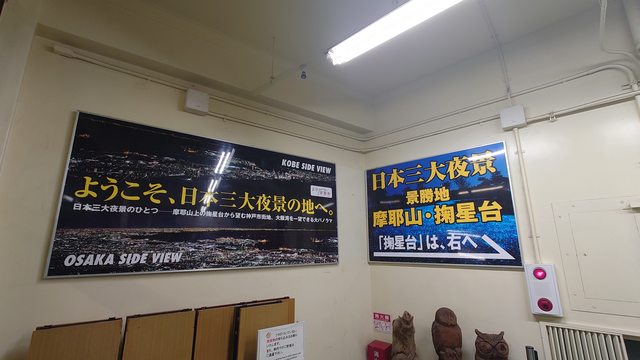 KOBE SIDE VIEW
ようこそ、日本三大夜景の地へ。
日本三大夜景のひとつ 摩耶山上の掬星台から望む神戸市街地、大阪湾を一望できる大パノラマ
OSAKA SIDE VIEW
日本三大夜景
景勝地
摩耶山・掬星台
「掬星台」は、右へ